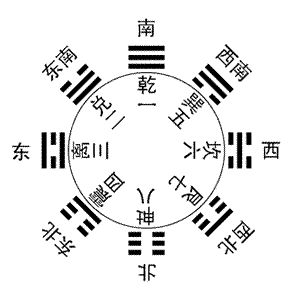 南
东南
西南
东
西
东北
西北
北
乾一
兑二
离三
震四
巽五
坎六
艮七
坤八